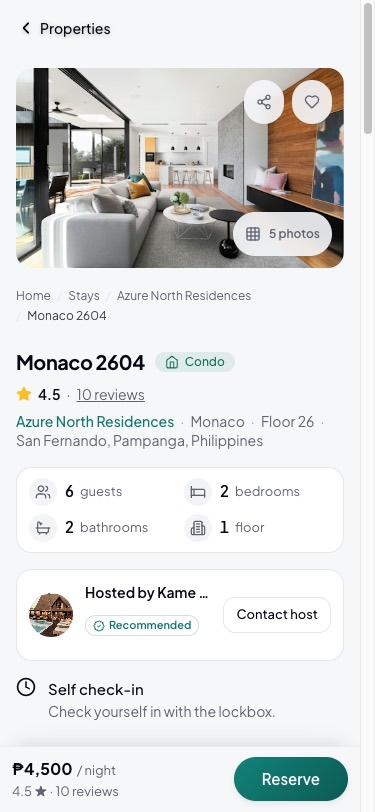 Properties
5 photos
Home / Stays / Azure North Residences
/ Monaco 2604
Monaco 2604 Condo
4.5 · 10 reviews
Azure North Residences · Monaco · Floor 26 ·
San Fernando, Pampanga, Philippines
6 guests 2 bedrooms
2 bathrooms 1 floor
Hosted by Kame ...
Recommended
Contact host
Self check-in
Check yourself in with the lockbox.
₱4,500 / night
4.5 ★ · 10 reviews
Reserve